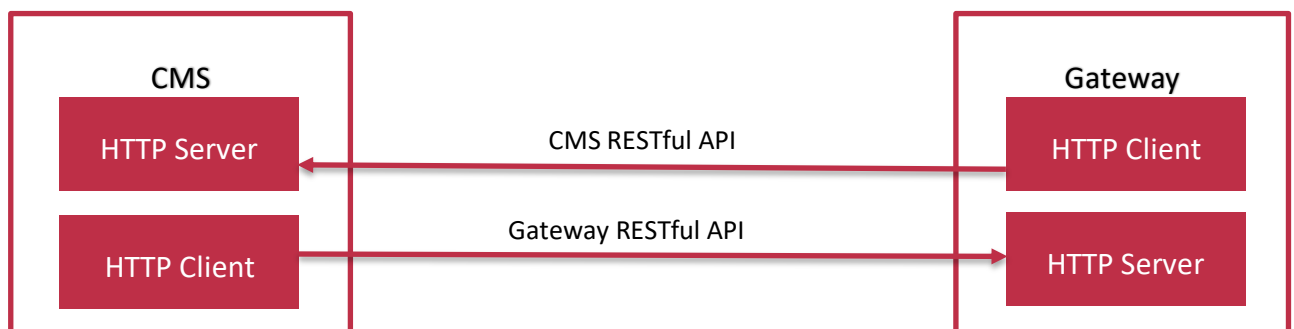 CMS
Gateway
HTTP Server
CMS RESTful API
HTTP Client
HTTP Client
Gateway RESTful API
HTTP Server